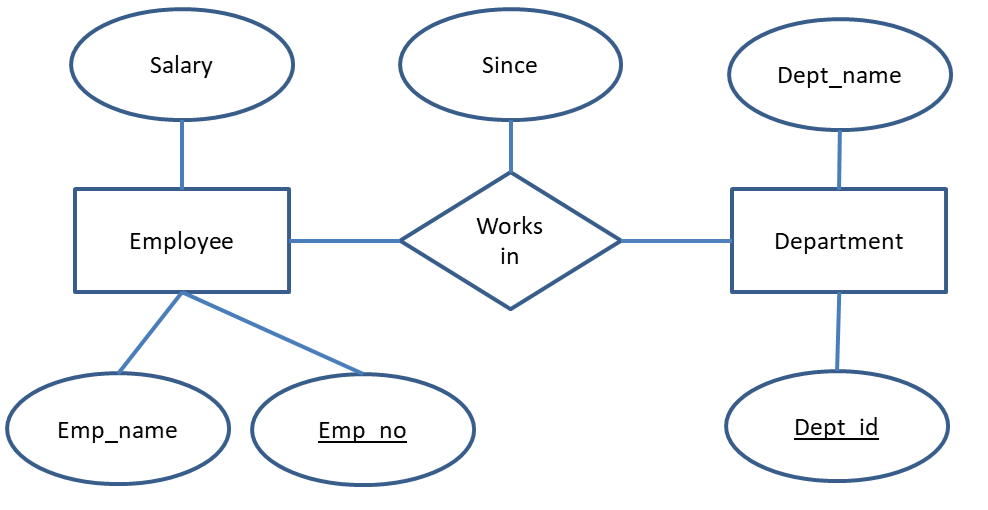 Salary
Since
Dept_name
Employee
Works
in
Department
Emp_name
Emp_no
Dept_id